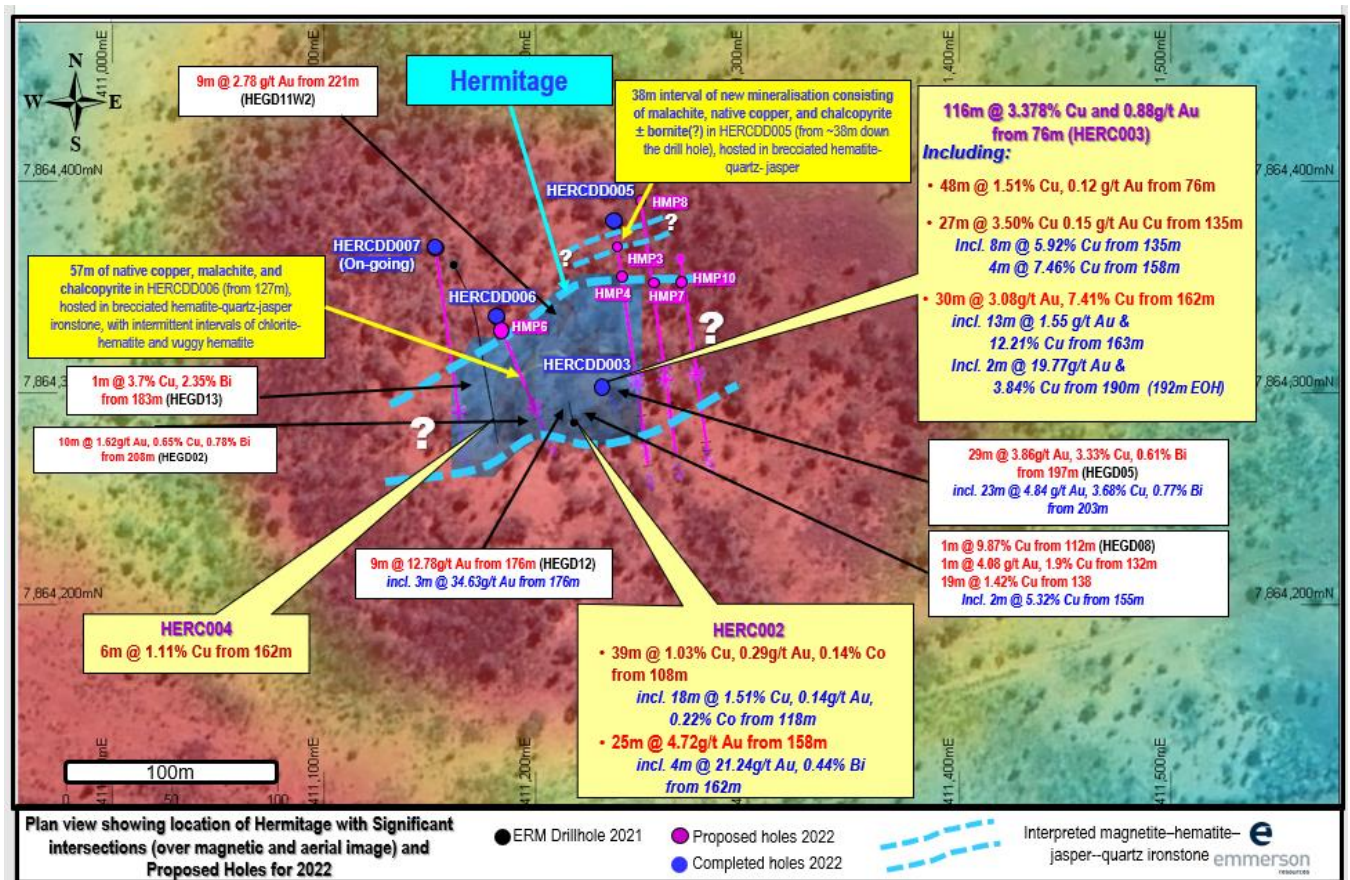 N
W E
S
411,000mE
300mE
1,400mE
1,500mE
9m @ 2.78 g/t Au from 221m
(HEGD11W2)
Hermitage
38m interval of new mineralisation consisting
of malachite, native copper, and chalcopyrite
± bornite(?) in HERCDD005 (from ~38m down
the drill hole), hosted in brecciated hematite-
quartz- jasper
116m @ 3.378% Cu and 0.88g/t Au
from 76m (HERC003)
Including:
• 48m @ 1.51% Cu, 0.12 g/t Au from 76m
• 27m @ 3.50% Cu 0.15 g/t Au Cu from 135m
Incl. 8m @ 5.92% Cu from 135m
4m @ 7.46% Cu from 158m
• 30m @ 3.08g/t Au, 7.41% Cu from 162m
incl. 13m @ 1.55 g/t Au &
12.21% Cu from 163m
Incl. 2m @ 19.77g/t Au &
3.84% Cu from 190m (192m EOH)
7,864,400mN
7,864,400mN
HERCDD005
HMP8
?
?
HMP3
HMP4
HMP7
HMP10
?
HERCDD007
(On-going)
HERCDD006
HMP6
HERCDD003
57m of native copper, malachite, and
chalcopyrite in HERCDD006 (from 127m),
hosted in brecciated hematite-quartz-jasper
ironstone, with intermittent intervals of chlorite-
hematite and vuggy hematite
7,864,300mN
1m @ 3.7% Cu, 2.35% Bi
from 183m (HEGD13)
?
10m @ 1.62g/t Au, 0.65% Cu, 0.78% Bi
from 208m (HEGD02)
29m @ 3.86g/t Au, 3.33% Cu, 0.61% Bi
from 197m (HEGD05)
incl. 23m @ 4.84 g/t Au, 3.68% Cu, 0.77% Bi
from 203m
9m @ 12.78g/t Au from 176m (HEGD12)
incl. 3m @ 34.63g/t Au from 176m
1m @ 9.87% Cu from 112m (HEGD08)
1m @ 4.08 g/t Au, 1.9% Cu from 132m
19m @ 1.42% Cu from 138
Incl. 2m @ 5.32% Cu from 155m
7,864,200mN
7,864,200mN
HERC004
6m @ 1.11% Cu from 162m
HERC002
• 39m @ 1.03% Cu, 0.29g/t Au, 0.14% Co
from 108m
incl. 18m @ 1.51% Cu, 0.14g/t Au,
0.22% Co from 118m
• 25m @ 4.72g/t Au from 158m
incl. 4m @ 21.24g/t Au, 0.44% Bi
from 162m
100m
0 50 100
411,100mE
411,200mE
411,400mE
411,500mE
Plan view showing location of Hermitage with Significant
intersections (over magnetic and aerial image) and
Proposed Holes for 2022
ERM Drillhole 2021
Proposed holes 2022
Completed holes 2022
Interpreted magnetite–hematite–
jasper--quartz ironstone
emmerson
resources